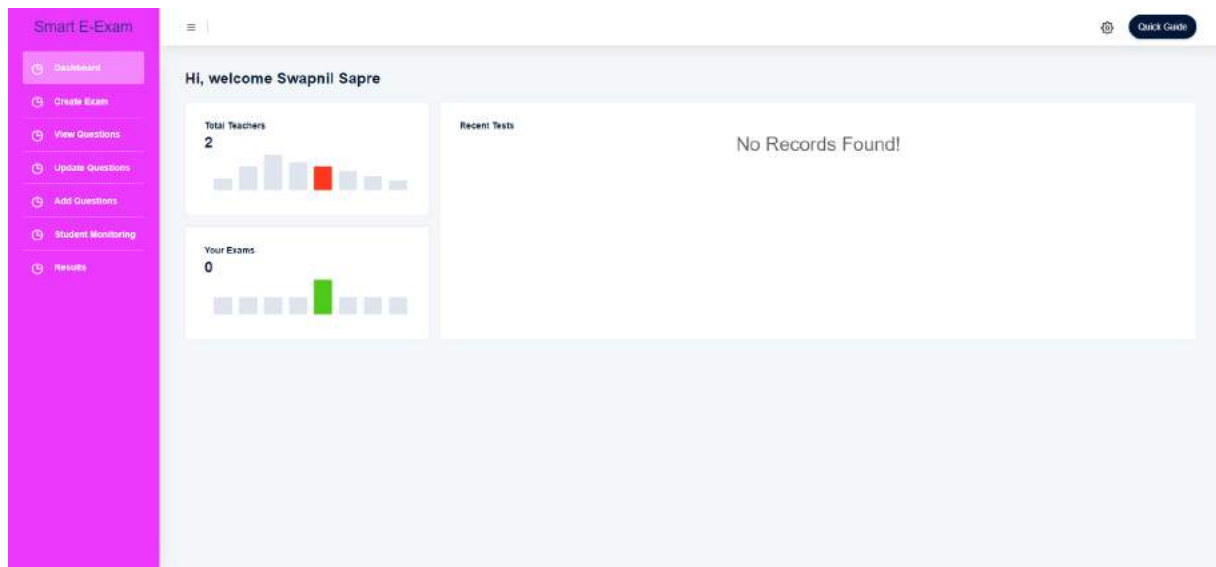 Smart E-Exam
Quick Guide
Dashboard
Create Exam
View Questions
Update Questions
Add Questions
Student Monitoring
Results
Hi, welcome Swapnil Sapre
Total Teachers
2
Your Exams
0
Recent Tests
No Records Found!